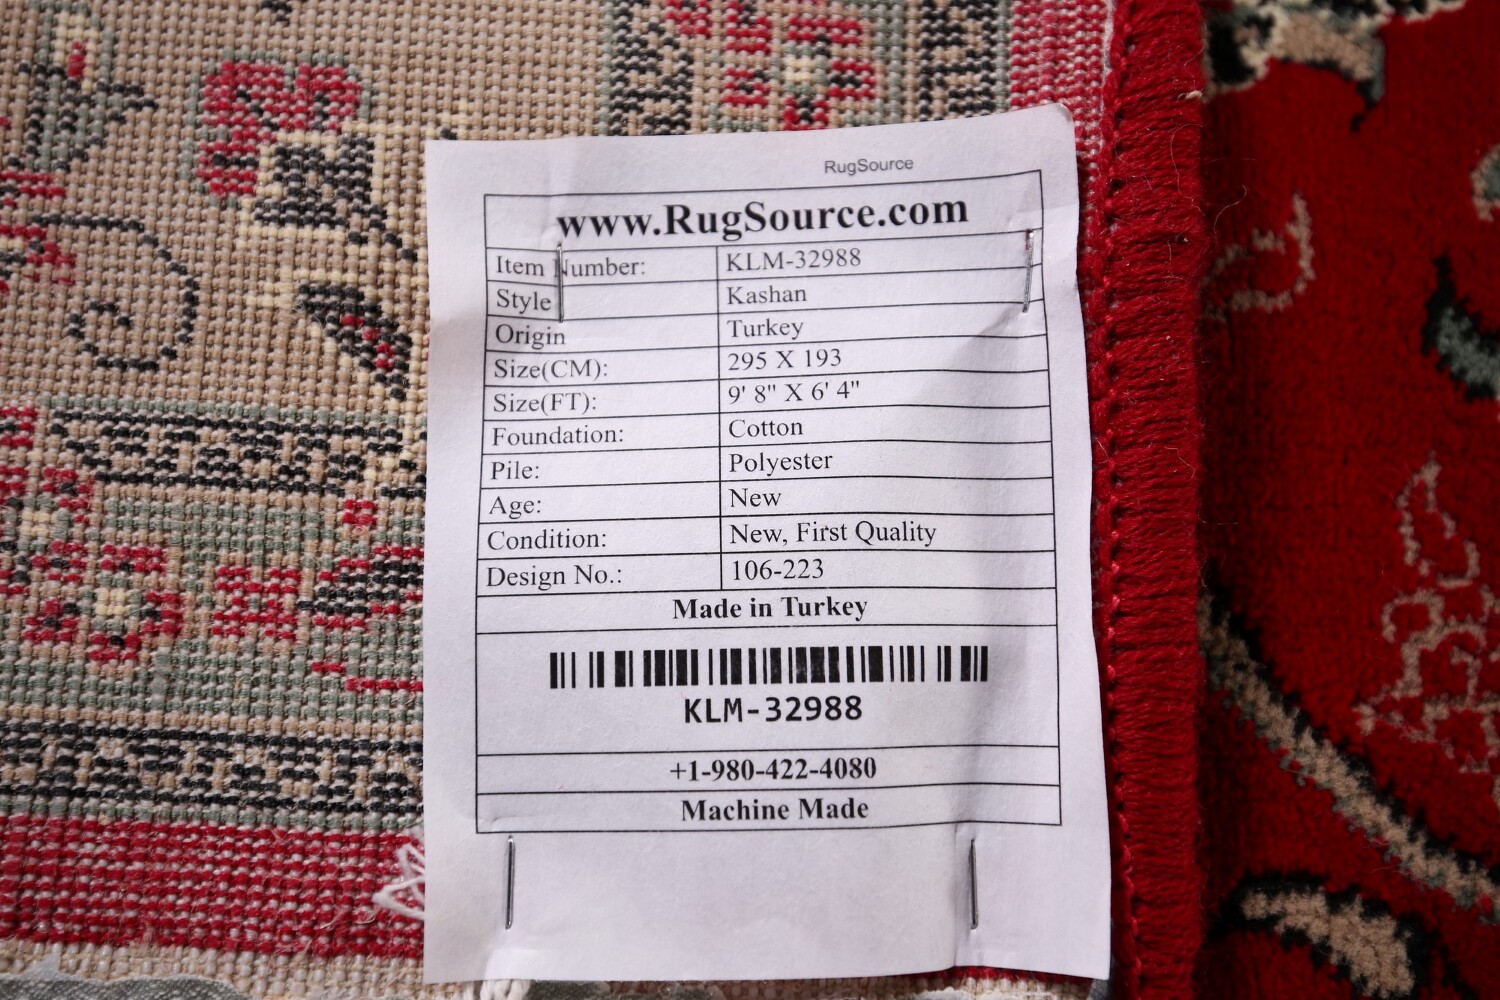 RugSource
www.RugSource.com
Item Number: KLM-32988
Style Kashan
Origin Turkey
Size(CM): 295 X 193
Size(FT): 9' 8" X 6' 4"
Foundation: Cotton
Pile: Polyester
Age: New
Condition: New, First Quality
Design No.: 106-223
Made in Turkey
KLM-32988
+1-980-422-4080
Machine Made